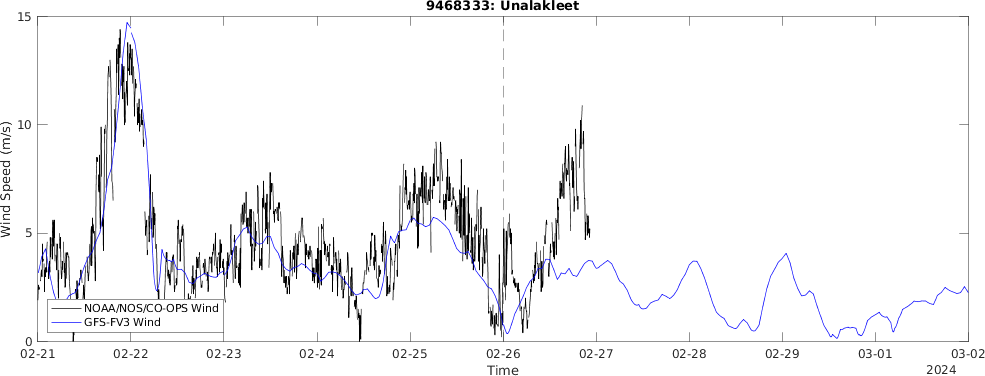 9468333: Unalakleet
15
10
5
0
Wind Speed (m/s)
NOAA/NOS/CO-OPS Wind
GFS-FV3 Wind
02-21 02-22 02-23 02-24 02-25 02-26 02-27 02-28 02-29 03-01 03-02
Time
2024